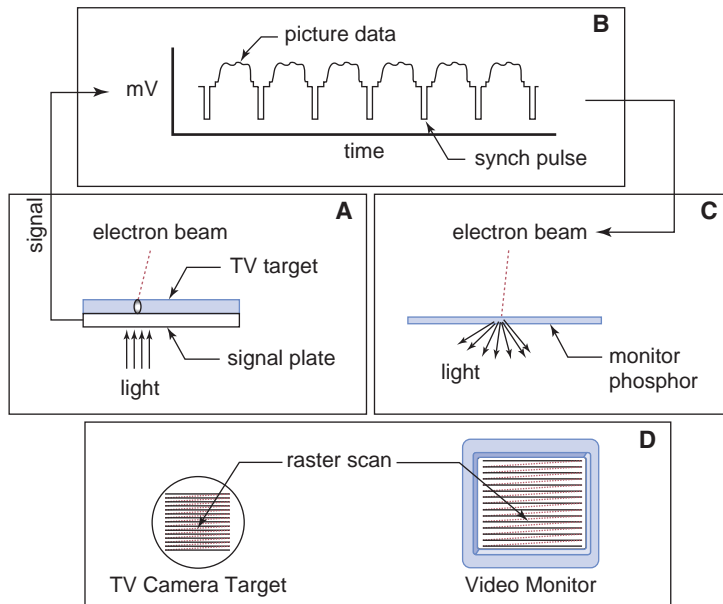 B
picture data
mV
time
synch pulse
signal
A
electron beam
TV target
signal plate
light
C
electron beam
light
monitor
phosphor
D
raster scan
TV Camera Target
Video Monitor